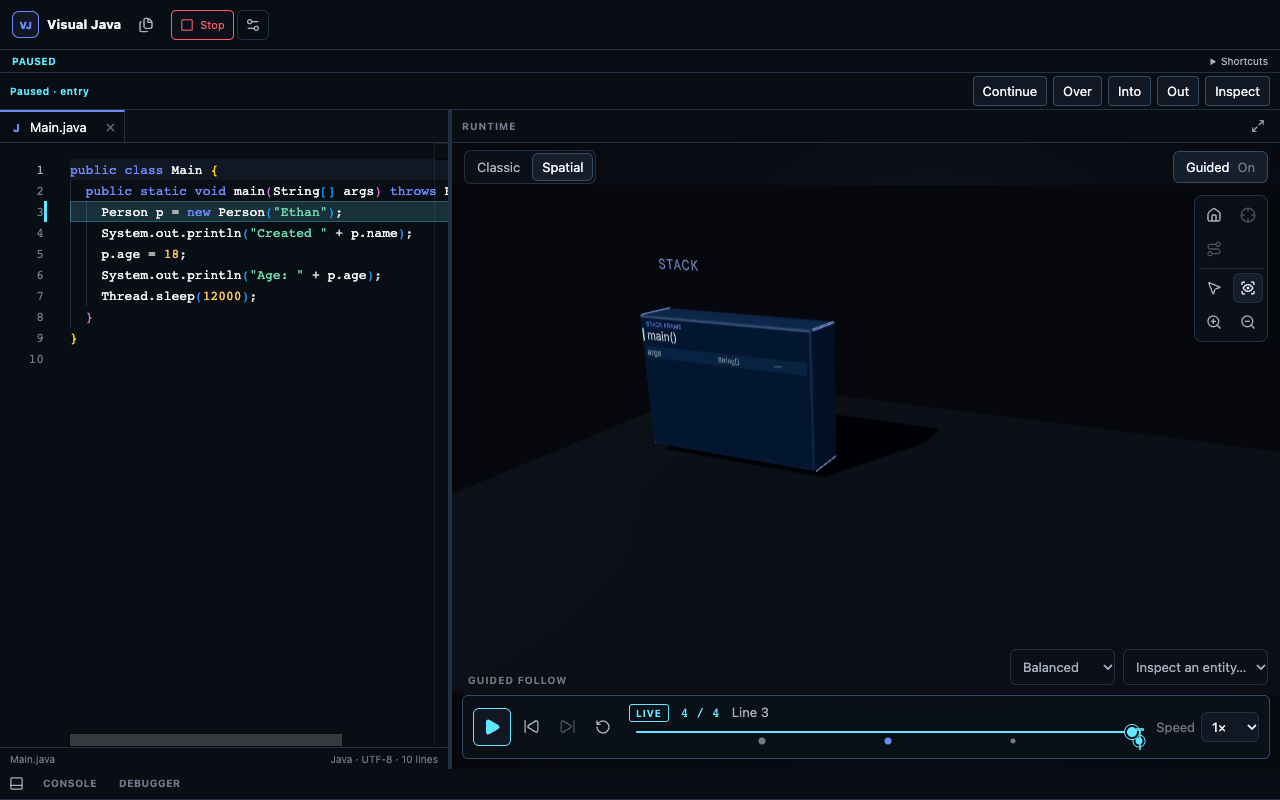 VJ Visual Java Stop
PAUSED
Shortcuts
Paused · entry
Continue Over Into Out Inspect
J Main.java
1 public class Main {
2 public static void main(String[] args) throws
3 Person p = new Person("Ethan");
4 System.out.println("Created " + p.name);
5 p.age = 18;
6 System.out.println("Age: " + p.age);
7 Thread.sleep(12000);
8 }
9 }
10
Main.java
Java · UTF-8 · 10 lines
RUNTIME
Classic Spatial
Guided On
STACK
STACK FRAME
main()
args String[] —
Balanced Inspect an entity...
GUIDED FOLLOW
LIVE 4 / 4 Line 3
Speed 1×
CONSOLE DEBUGGER